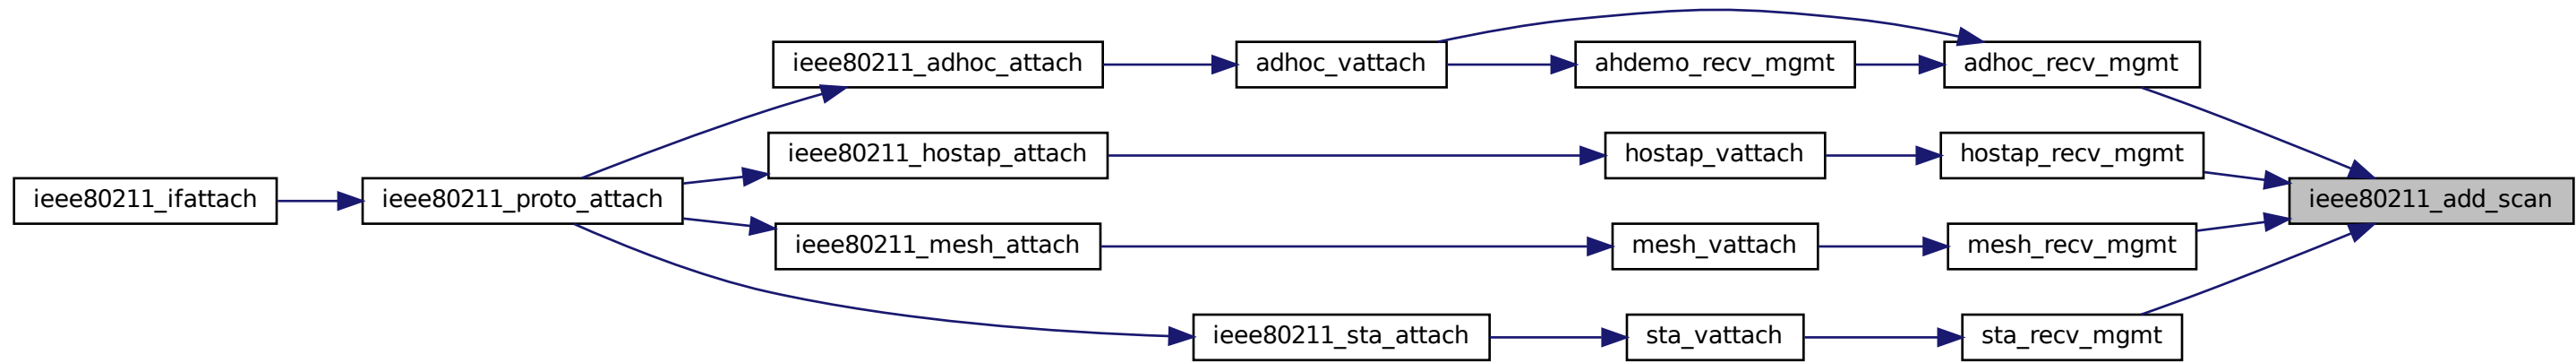 ieee80211_adhoc_attach
adhoc_vattach
ahdemo_recv_mgmt
adhoc_recv_mgmt
ieee80211_hostap_attach
hostap_vattach
hostap_recv_mgmt
ieee80211_ifattach
ieee80211_proto_attach
ieee80211_add_scan
ieee80211_mesh_attach
mesh_vattach
mesh_recv_mgmt
ieee80211_sta_attach
sta_vattach
sta_recv_mgmt